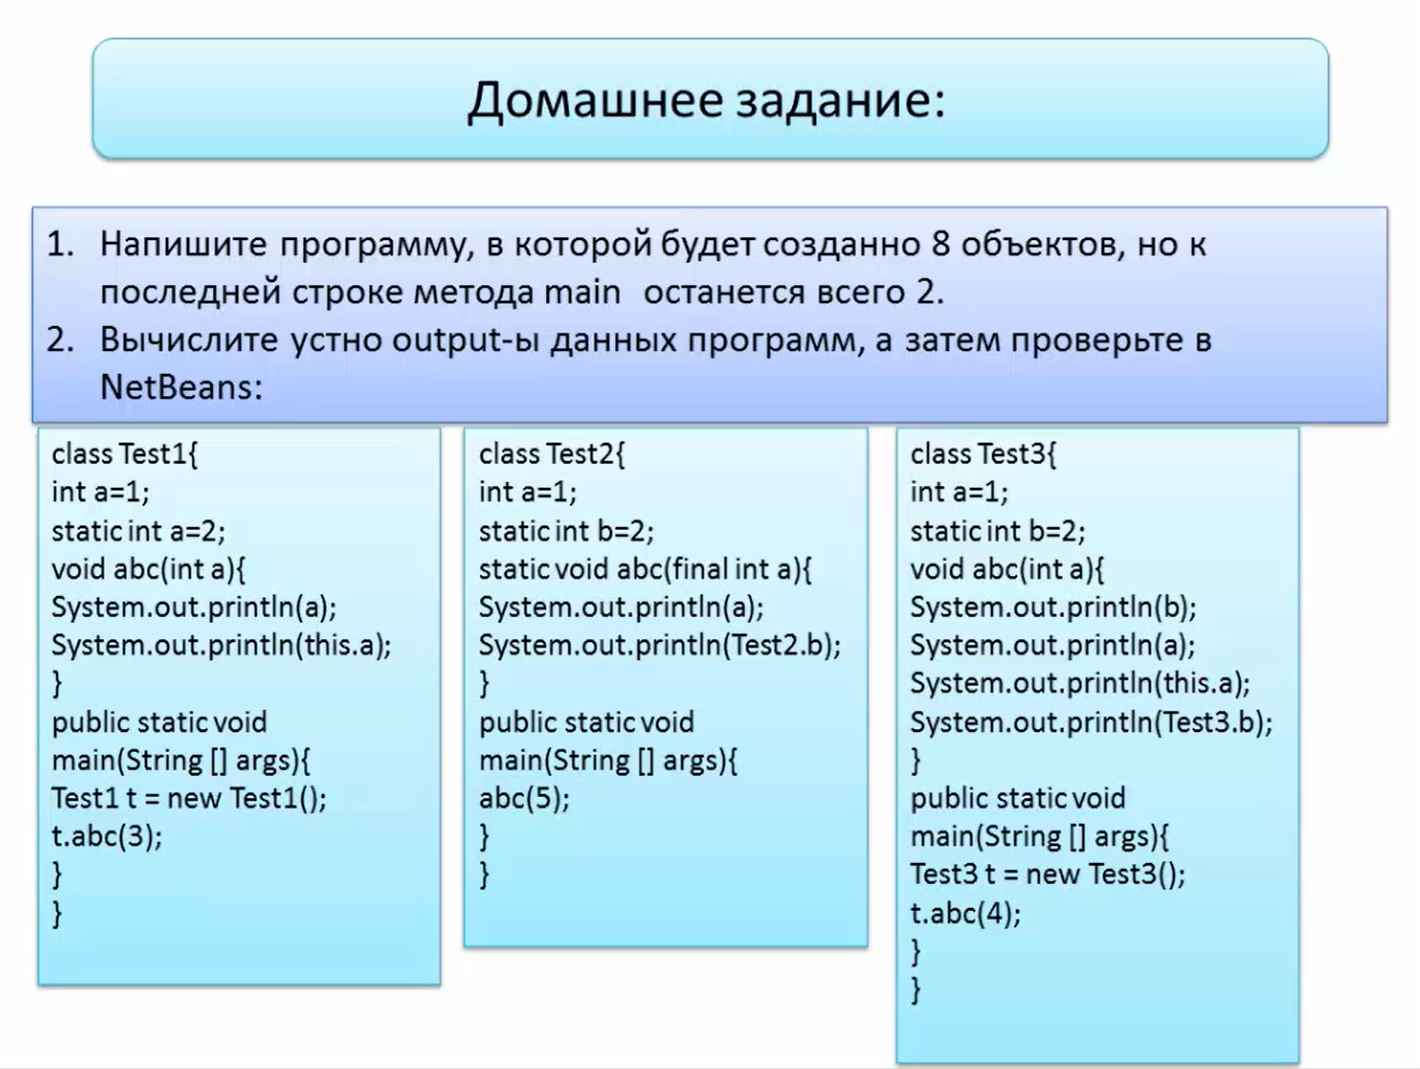 Домашнее задание:
1. Напишите программу, в которой будет созданно 8 объектов, но к
последней строке метода main останется всего 2.
2. Вычислите устно output-ы данных программ, а затем проверьте в
NetBeans:
class Test1{
int a=1;
static int a=2;
void abc(int a){
System.out.println(a);
System.out.println(this.a);
}
public static void
main(String [] args){
Test1 t = new Test1();
t.abc(3);
}
}
class Test2{
int a=1;
static int b=2;
static void abc(final int a){
System.out.println(a);
System.out.println(Test2.b);
}
public static void
main(String [] args){
abc(5);
}
}
class Test3{
int a=1;
static int b=2;
void abc(int a){
System.out.println(b);
System.out.println(a);
System.out.println(this.a);
System.out.println(Test3.b);
}
public static void
main(String [] args){
Test3 t = new Test3();
t.abc(4);
}
}